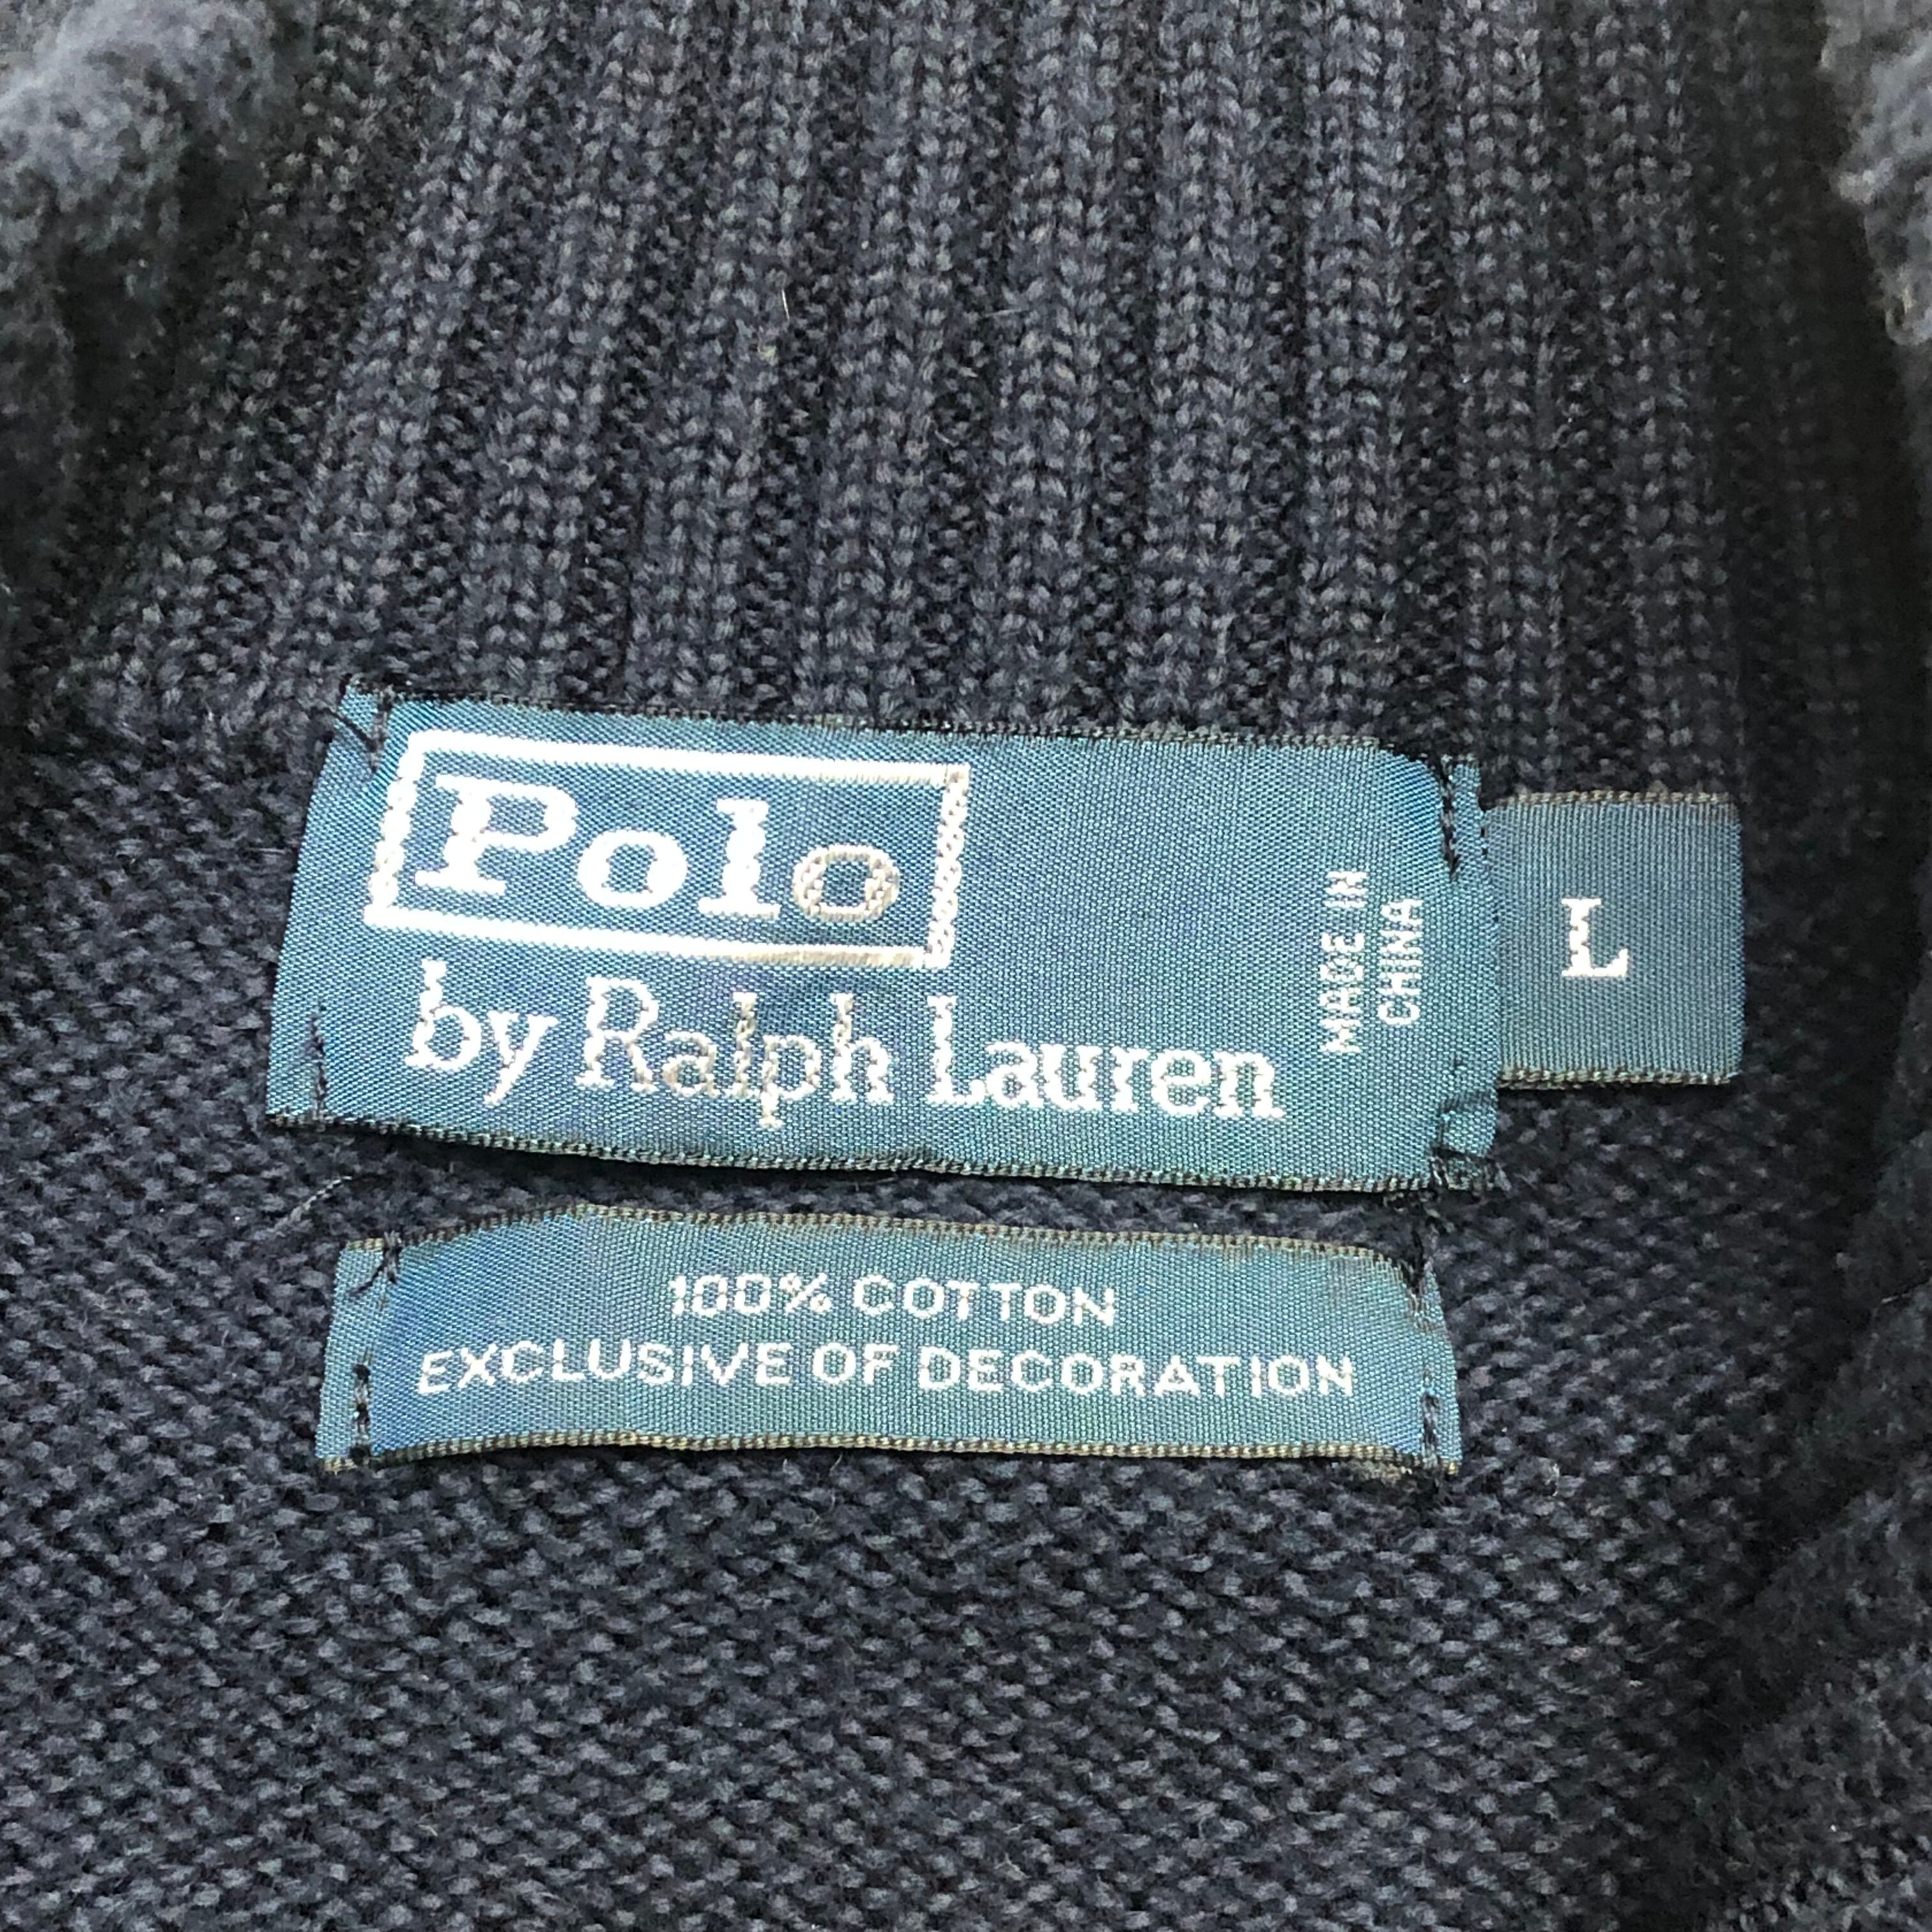 Polo
by Ralph Lauren
MADE IN
CHINA
L
100% COTTON
EXCLUSIVE OF DECORATION